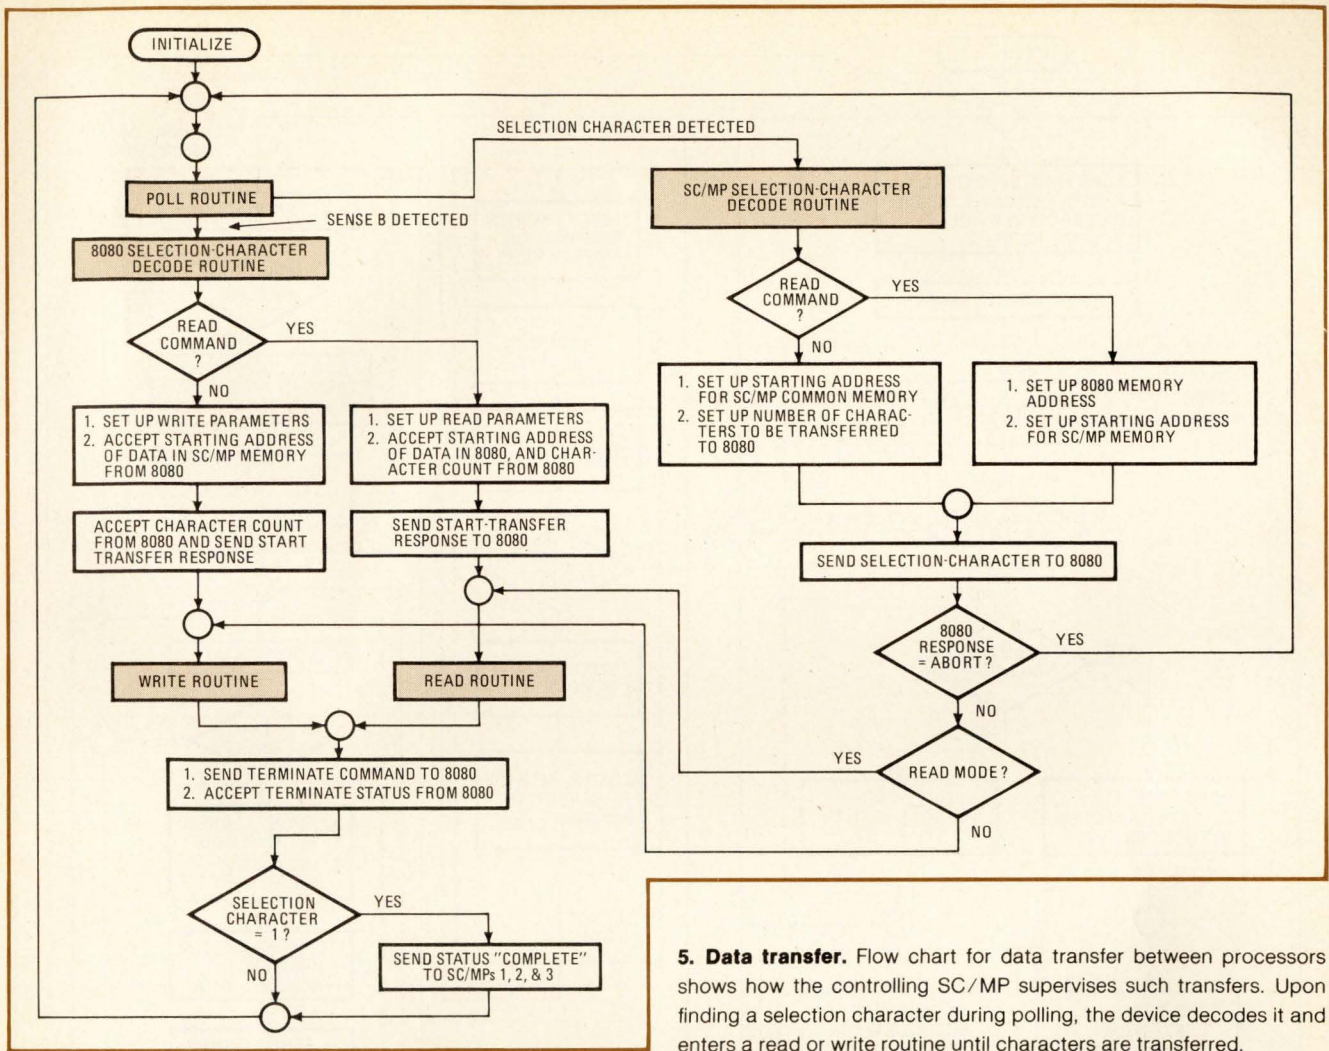 INITIALIZE
SELECTION CHARACTER DETECTED
POLL ROUTINE
SENSE B DETECTED
8080 SELECTION-CHARACTER
DECODE ROUTINE
READ
COMMAND
?
YES
NO
1. SET UP WRITE PARAMETERS
2. ACCEPT STARTING ADDRESS
OF DATA IN SC/MP MEMORY
FROM 8080
1. SET UP READ PARAMETERS
2. ACCEPT STARTING ADDRESS
OF DATA IN 8080, AND CHAR-
ACTER COUNT FROM 8080
ACCEPT CHARACTER COUNT
FROM 8080 AND SEND START
TRANSFER RESPONSE
SEND START-TRANSFER
RESPONSE TO 8080
WRITE ROUTINE
READ ROUTINE
1. SEND TERMINATE COMMAND TO 8080
2. ACCEPT TERMINATE STATUS FROM 8080
SELECTION
CHARACTER
= 1?
YES
NO
SEND STATUS "COMPLETE"
TO SC/MPs 1, 2, & 3
SC/MP SELECTION-CHARACTER
DECODE ROUTINE
READ
COMMAND
?
YES
NO
1. SET UP STARTING ADDRESS
FOR SC/MP COMMON MEMORY
2. SET UP NUMBER OF CHARAC-
TERS TO BE TRANSFERRED
TO 8080
1. SET UP 8080 MEMORY
ADDRESS
2. SET UP STARTING ADDRESS
FOR SC/MP MEMORY
SEND SELECTION-CHARACTER TO 8080
8080
RESPONSE
= ABORT?
YES
NO
READ MODE?
YES
NO
5. Data transfer. Flow chart for data transfer between processors
shows how the controlling SC/MP supervises such transfers. Upon
finding a selection character during polling, the device decodes it and
enters a read or write routine until characters are transferred.